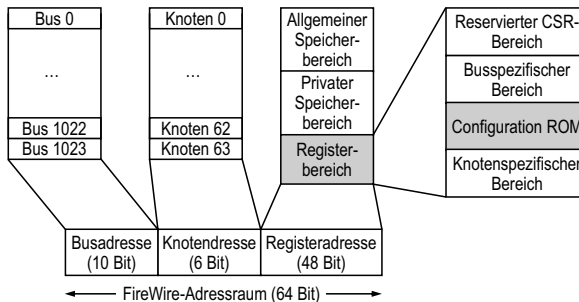 Bus 0
...
Bus 1022
Bus 1023
Knoten 0
...
Knoten 62
Knoten 63
Allgemeiner
Speicher-
bereich
Privater
Speicher-
bereich
Register-
bereich
Reservierter CSR-
Bereich
Busspezifischer
Bereich
Configuration ROM
Knotenspezifischer
Bereich
Busadresse
(10 Bit)
Knotendresse
(6 Bit)
Registeradresse
(48 Bit)
FireWire-Adressraum (64 Bit)